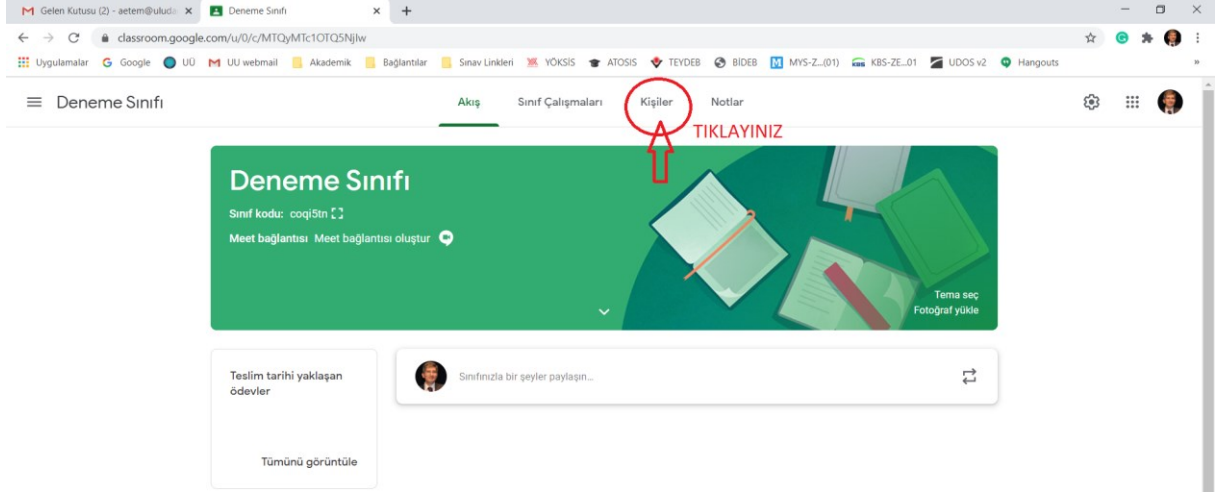 Gelen Kutusu (2) - aetem@uluda
Deneme Sınıfı
classroom.google.com/u/0/c/MTQyMTc1OTQ5NjIw
Uygulamalar Google UÜ UU webmail Akademik Bağlantılar Sınav Linkleri YÖKSİS ATOSIS TEYDEB BİDEB MYS-Z...(01) KBS-ZE...01 UDOS v2 Hangouts »
Deneme Sınıfı
Akış Sınıf Çalışmaları Kişiler Notlar
TIKLAYINIZ
Deneme Sınıfı
Sınıf kodu: coqi5tn
Meet bağlantısı Meet bağlantısı oluştur
Tema seç
Fotoğraf yükle
Teslim tarihi yaklaşan
ödevler
Tümünü görüntüle
Sınıfınızla bir şeyler paylaşın...